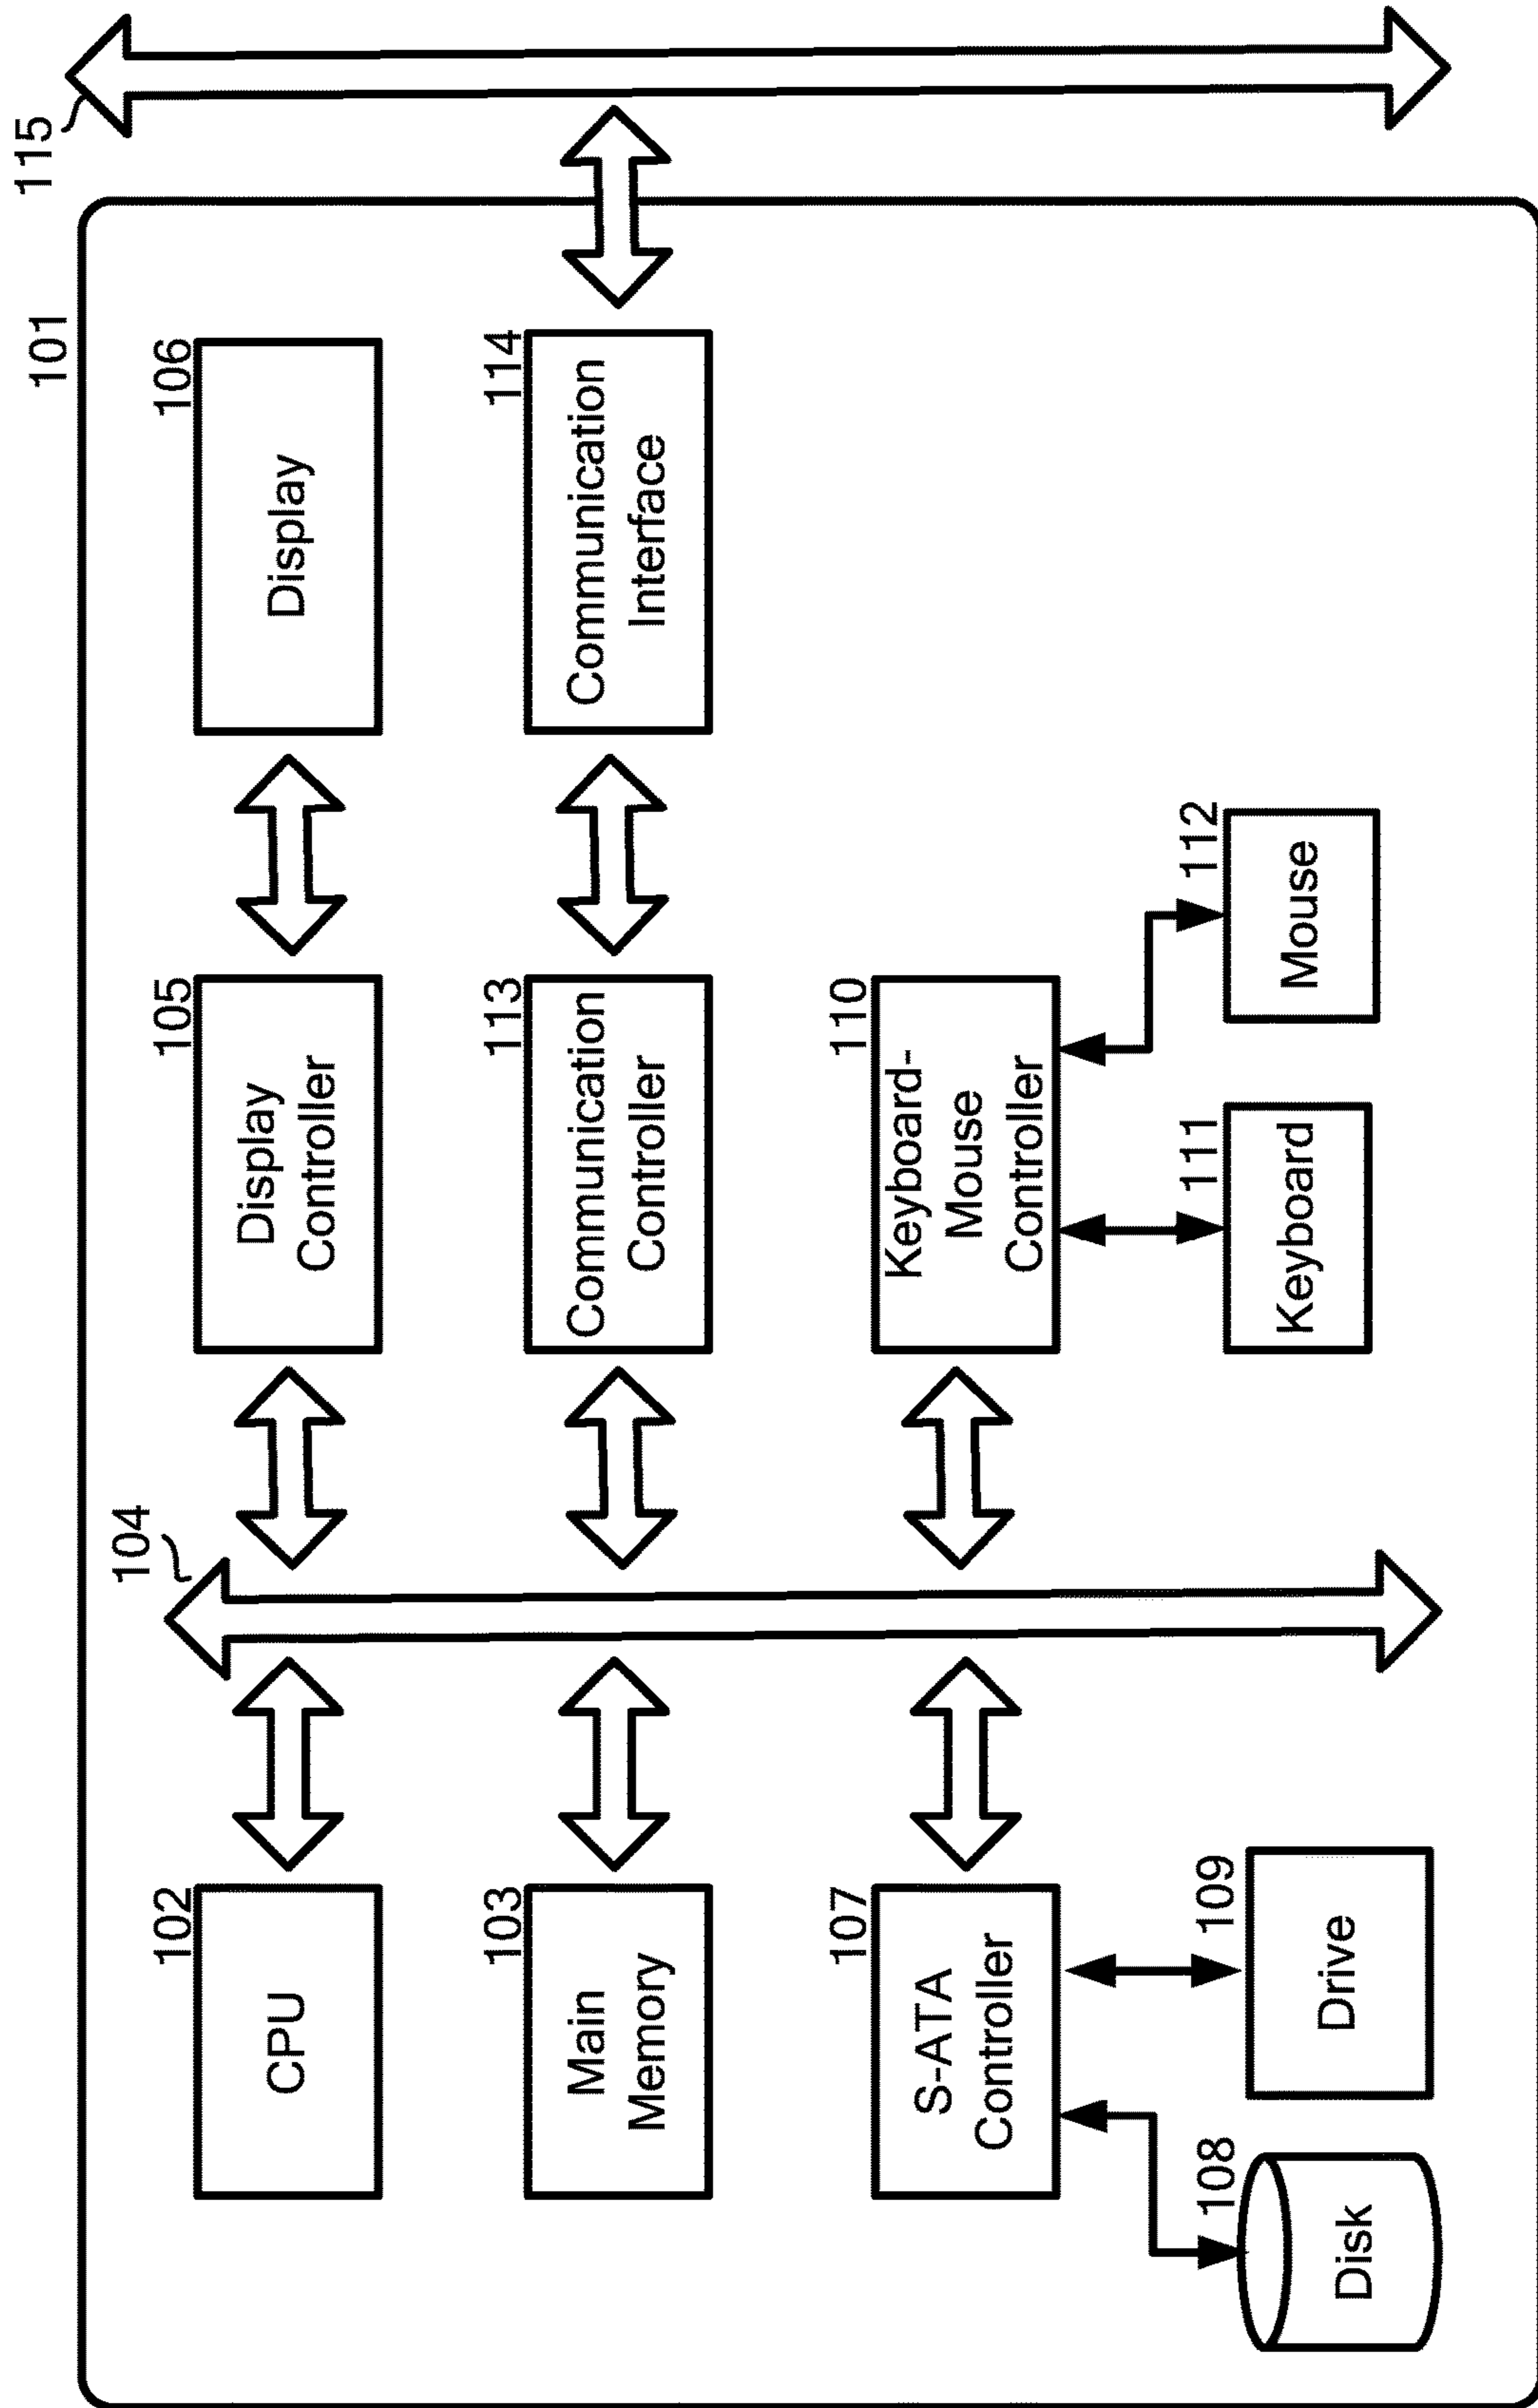 101
115
104
102
CPU
105
Display
Controller
106
Display
103
Main
Memory
113
Communication
Controller
114
Communication
Interface
107
S-ATA
Controller
110
Keyboard-
Mouse
Controller
108
Disk
109
Drive
111
Keyboard
112
Mouse